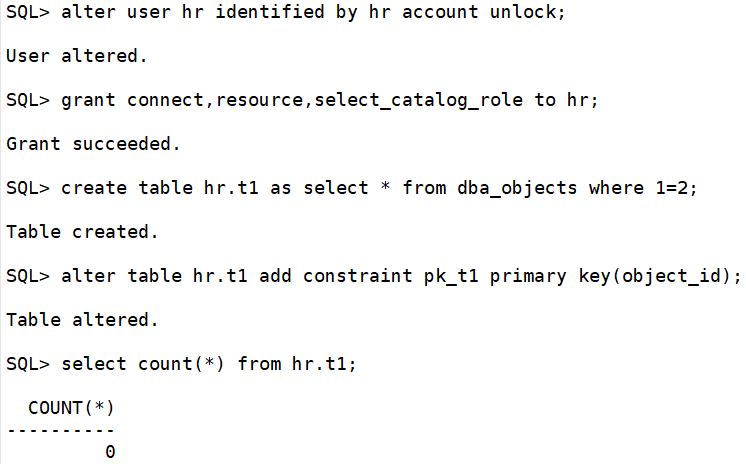 SQL> alter user hr identified by hr account unlock;
User altered.
SQL> grant connect,resource,select_catalog_role to hr;
Grant succeeded.
SQL> create table hr.t1 as select * from dba_objects where 1=2;
Table created.
SQL> alter table hr.t1 add constraint pk_t1 primary key(object_id);
Table altered.
SQL> select count(*) from hr.t1;
COUNT(*)
----------
0